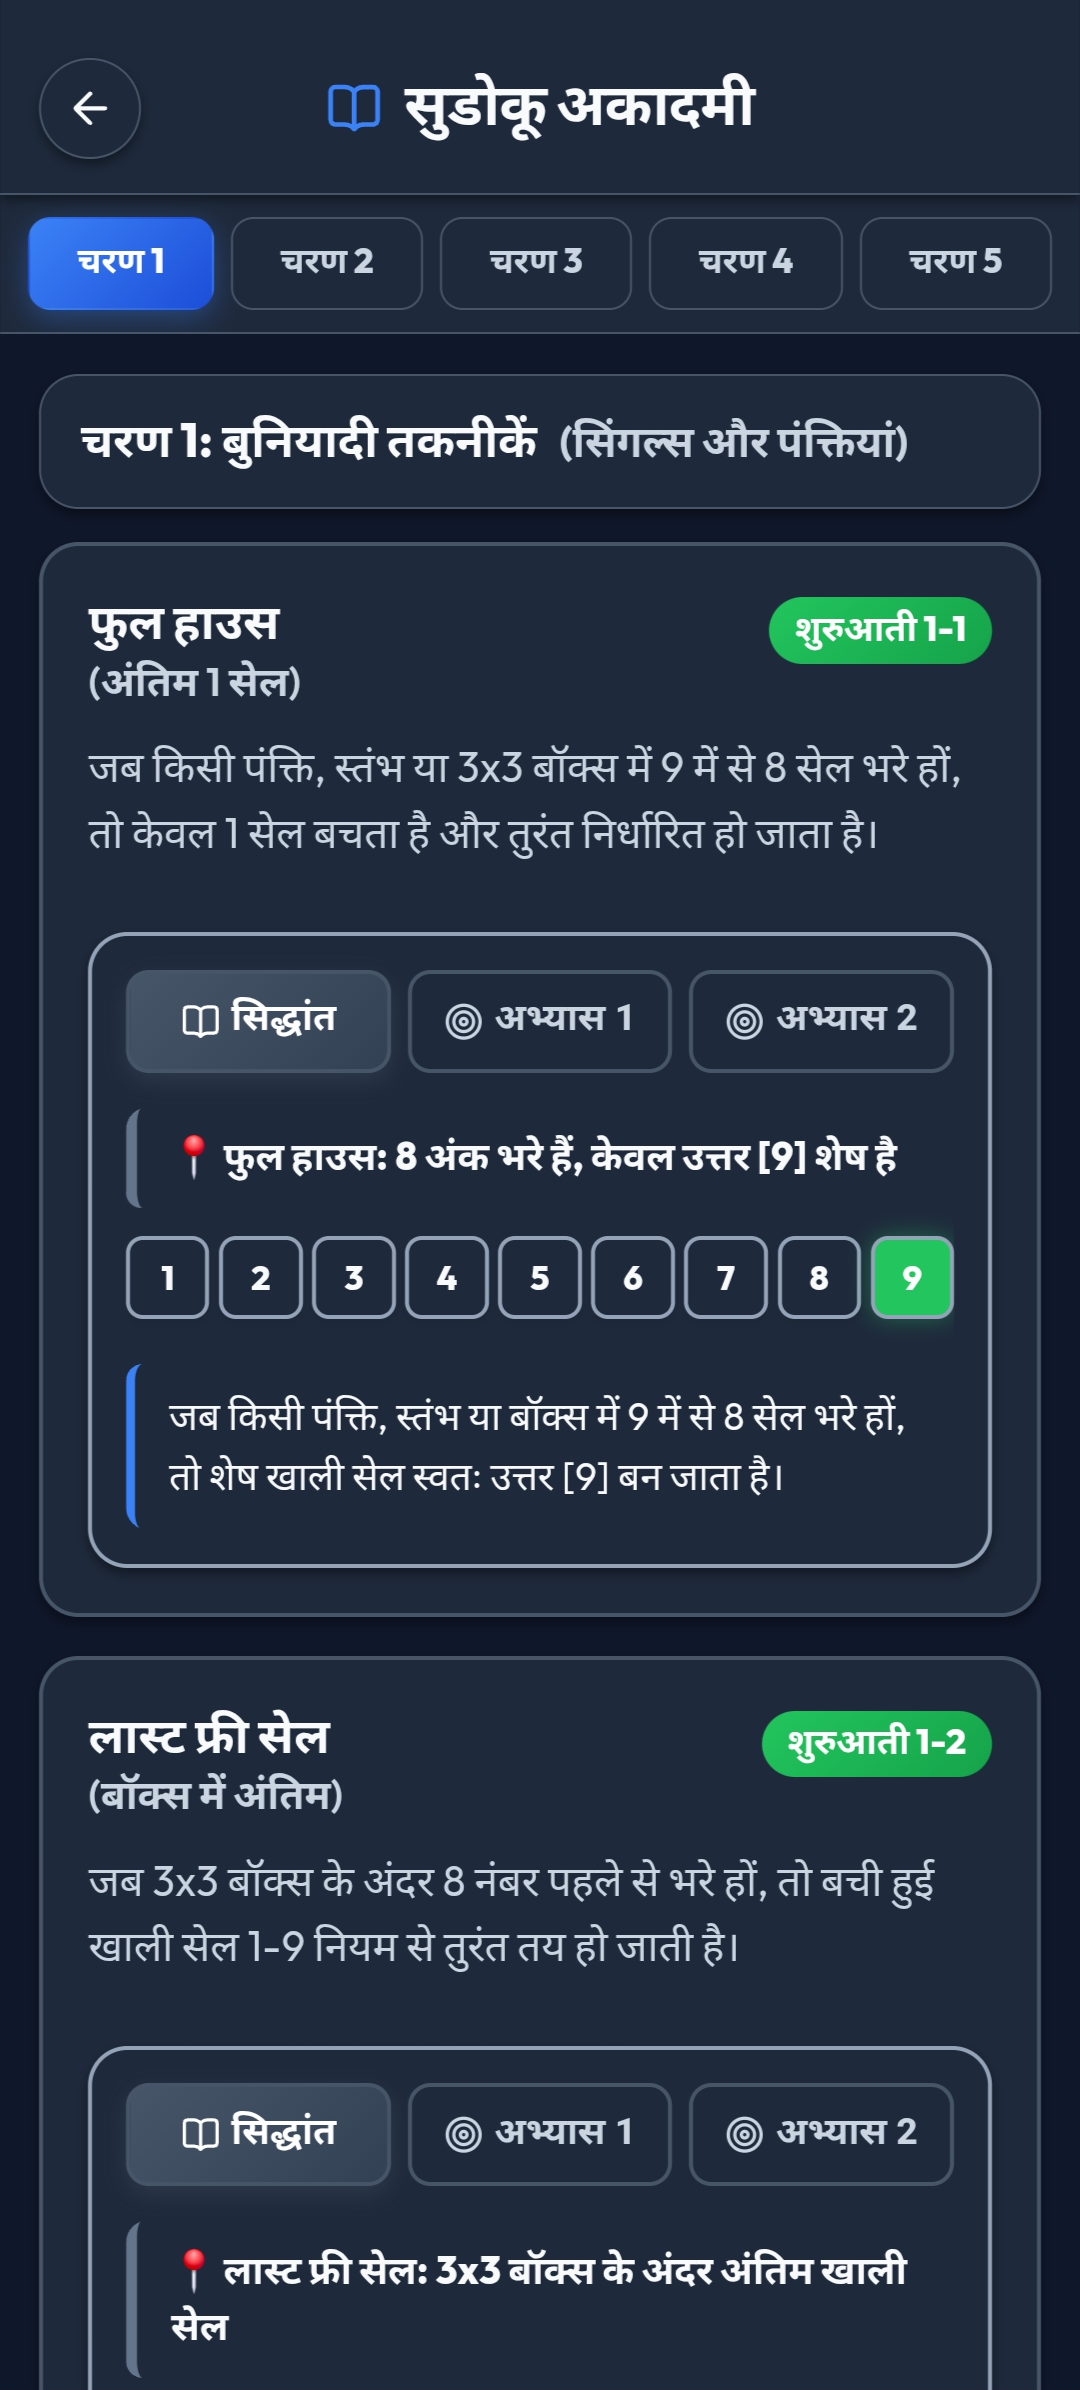 सुडोकू अकादमी
चरण 1
चरण 2
चरण 3
चरण 4
चरण 5
चरण 1: बुनियादी तकनीकें (सिंगल्स और पंक्तियां)
फुल हाउस
शुरुआती 1-1
(अंतिम 1 सेल)
जब किसी पंक्ति, स्तंभ या 3x3 बॉक्स में 9 में से 8 सेल भरे हों,
तो केवल 1 सेल बचता है और तुरंत निर्धारित हो जाता है।
सिद्धांत
अभ्यास 1
अभ्यास 2
📍 फुल हाउस: 8 अंक भरे हैं, केवल उत्तर [9] शेष है
1 2 3 4 5 6 7 8 9
जब किसी पंक्ति, स्तंभ या बॉक्स में 9 में से 8 सेल भरे हों,
तो शेष खाली सेल स्वतः उत्तर [9] बन जाता है।
लास्ट फ्री सेल
शुरुआती 1-2
(बॉक्स में अंतिम)
जब 3x3 बॉक्स के अंदर 8 नंबर पहले से भरे हों, तो बची हुई
खाली सेल 1-9 नियम से तुरंत तय हो जाती है।
सिद्धांत
अभ्यास 1
अभ्यास 2
📍 लास्ट फ्री सेल: 3x3 बॉक्स के अंदर अंतिम खाली
सेल